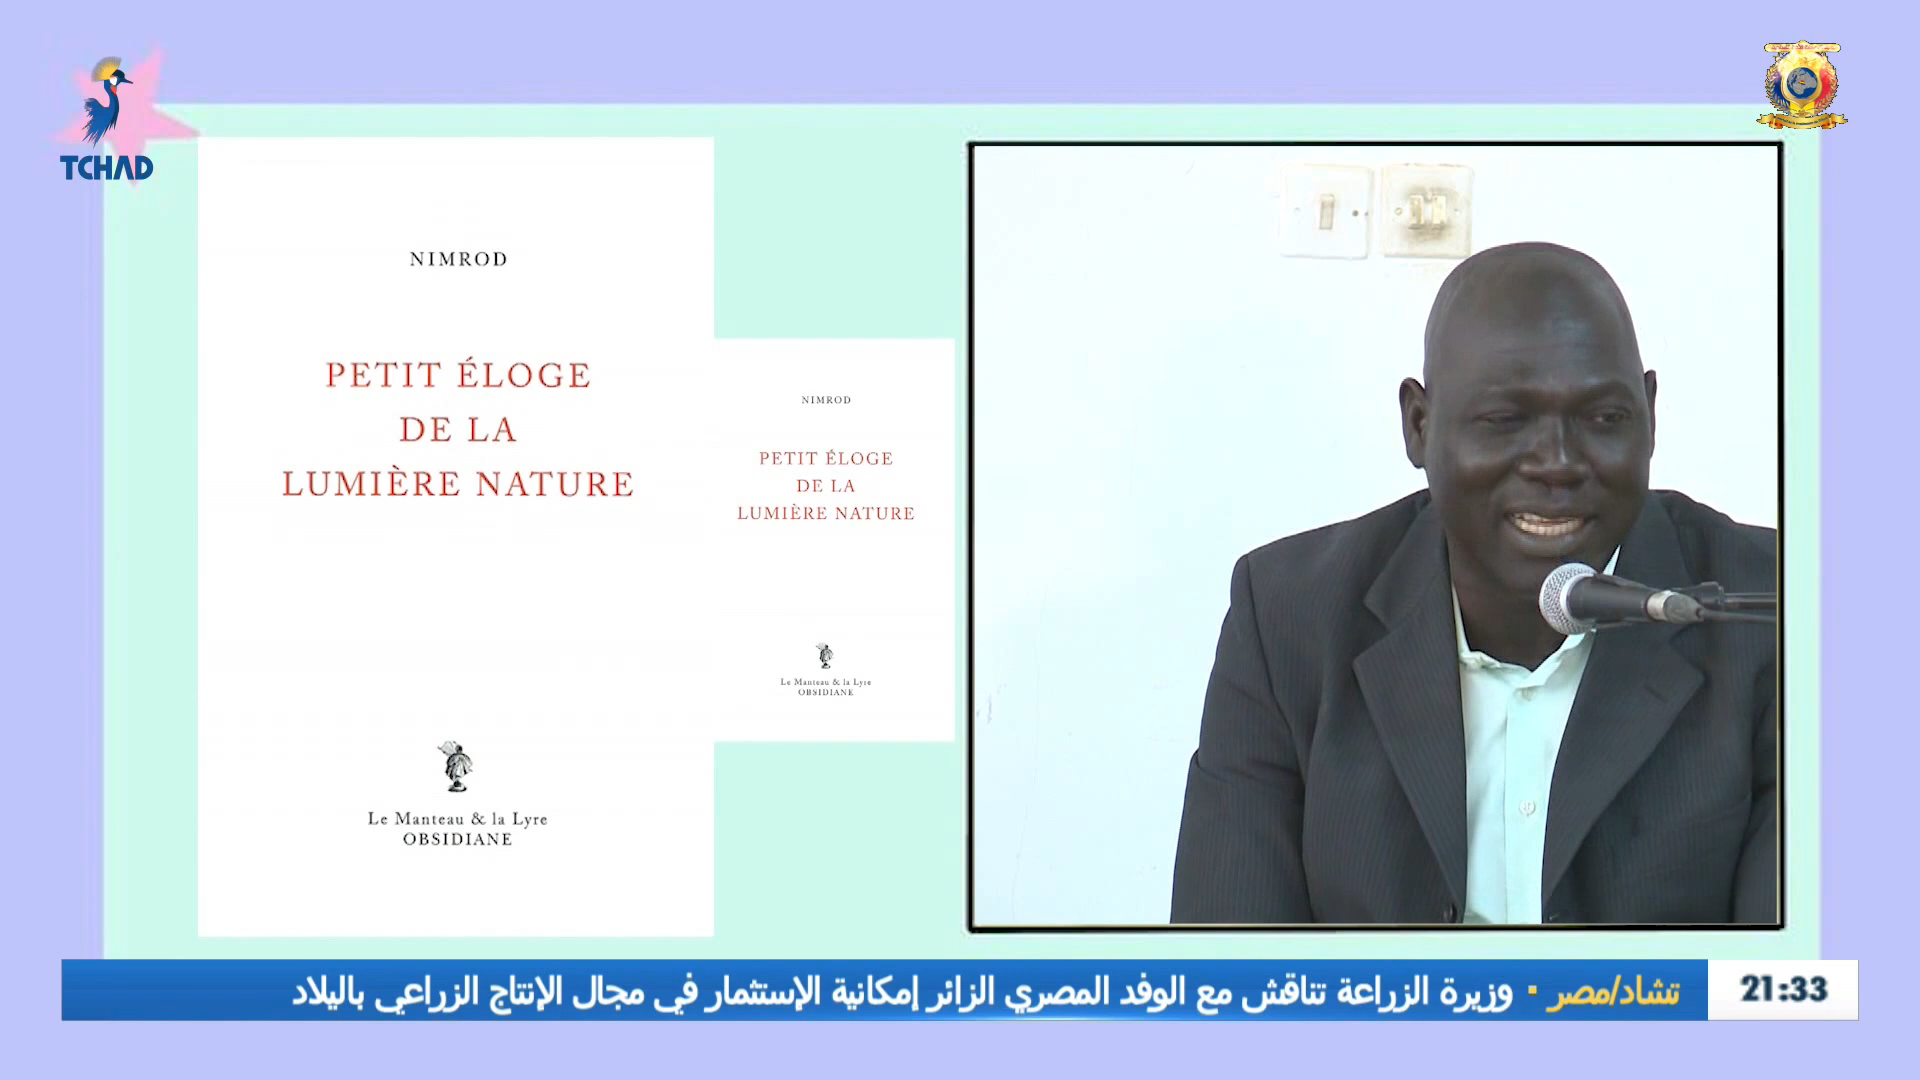 TCHAD
NIMROD
PETIT ÉLOGE
DE LA
LUMIÈRE NATURE
Le Manteau & la Lyre
OBSIDIANE
NIMROD
PETIT ÉLOGE
DE LA
LUMIÈRE NATURE
Le Manteau & la Lyre
OBSIDIANE
تشاد/مصر ▪ وزيرة الزراعة تناقش مع الوفد المصري الزائر إمكانية الإستثمار في مجال الإنتاج الزراعي باليلاد
21:33